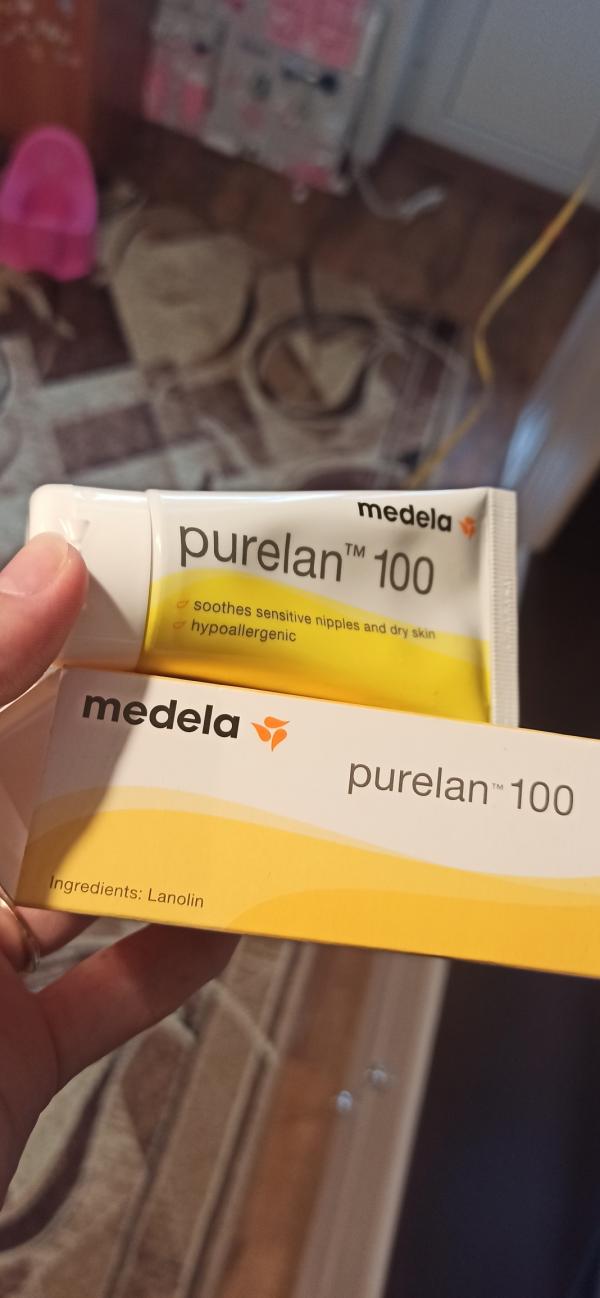 medela
purelan™ 100
soothes sensitive nipples and dry skin
hypoallergenic
medela
purelan™ 100
Ingredients: Lanolin